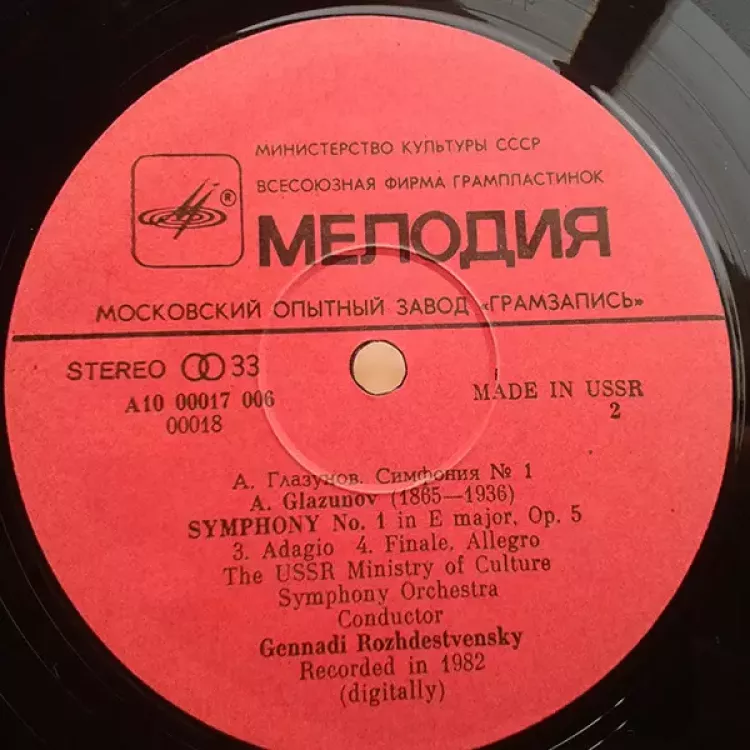 МИНИСТЕРСТВО КУЛЬТУРЫ СССР
ВСЕСОЮЗНАЯ ФИРМА ГРАМПЛАСТИНОК
®
МЕЛОДИЯ
МОСКОВСКИЙ ОПЫТНЫЙ ЗАВОД «ГРАМЗАПИСЬ»
STEREO 33
A10 00017 006
00018
MADE IN USSR
2
А. Глазунов. Симфония № 1
A. Glazunov (1865—1936)
SYMPHONY No. 1 in E major, Op. 5
3. Adagio 4. Finale. Allegro
The USSR Ministry of Culture
Symphony Orchestra
Conductor
Gennadi Rozhdestvensky
Recorded in 1982
(digitally)